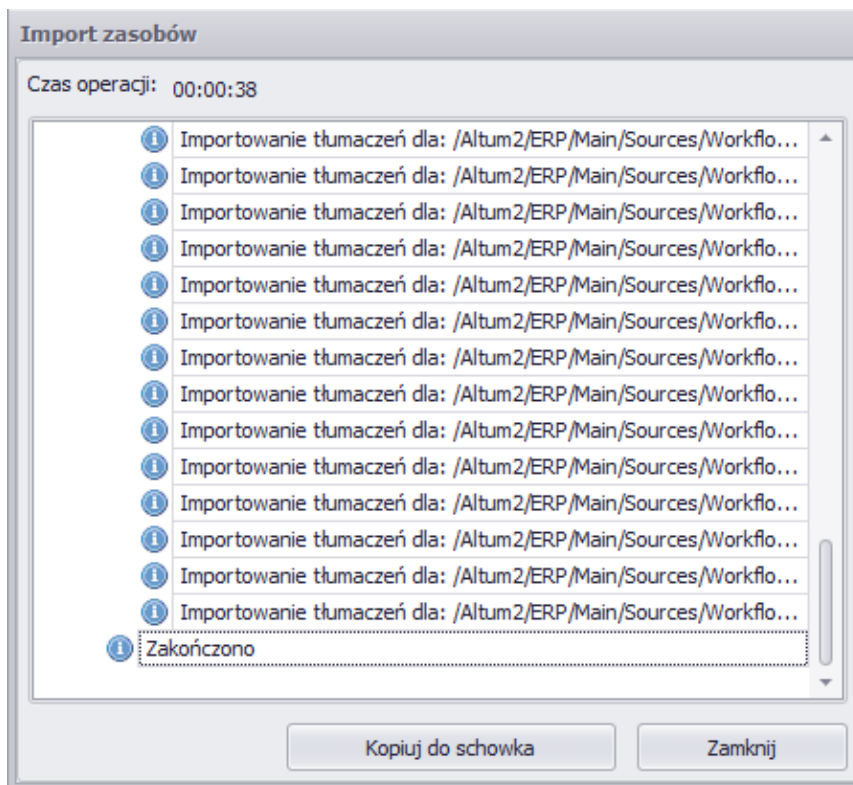 Import zasobów
Czas operacji: 00:00:38
Importowanie tłumaczeń dla: /Altum2/ERP/Main/Sources/Workflo...
Importowanie tłumaczeń dla: /Altum2/ERP/Main/Sources/Workflo...
Importowanie tłumaczeń dla: /Altum2/ERP/Main/Sources/Workflo...
Importowanie tłumaczeń dla: /Altum2/ERP/Main/Sources/Workflo...
Importowanie tłumaczeń dla: /Altum2/ERP/Main/Sources/Workflo...
Importowanie tłumaczeń dla: /Altum2/ERP/Main/Sources/Workflo...
Importowanie tłumaczeń dla: /Altum2/ERP/Main/Sources/Workflo...
Importowanie tłumaczeń dla: /Altum2/ERP/Main/Sources/Workflo...
Importowanie tłumaczeń dla: /Altum2/ERP/Main/Sources/Workflo...
Importowanie tłumaczeń dla: /Altum2/ERP/Main/Sources/Workflo...
Importowanie tłumaczeń dla: /Altum2/ERP/Main/Sources/Workflo...
Importowanie tłumaczeń dla: /Altum2/ERP/Main/Sources/Workflo...
Importowanie tłumaczeń dla: /Altum2/ERP/Main/Sources/Workflo...
Importowanie tłumaczeń dla: /Altum2/ERP/Main/Sources/Workflo...
Zakończono
Kopiuj do schowka Zamknij